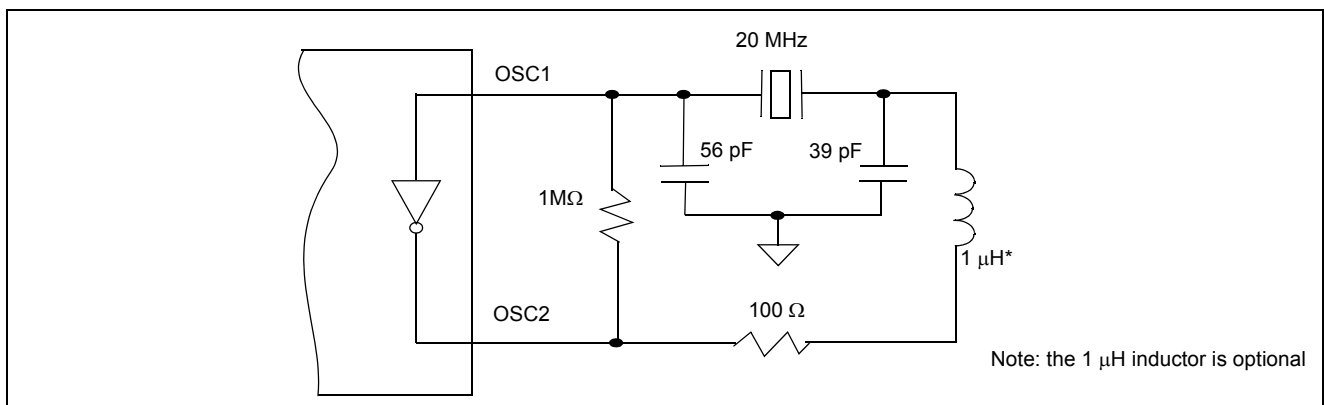 20 MHz
OSC1
56 pF
39 pF
1MΩ
1 μH*
OSC2
100 Ω
Note: the 1 μH inductor is optional